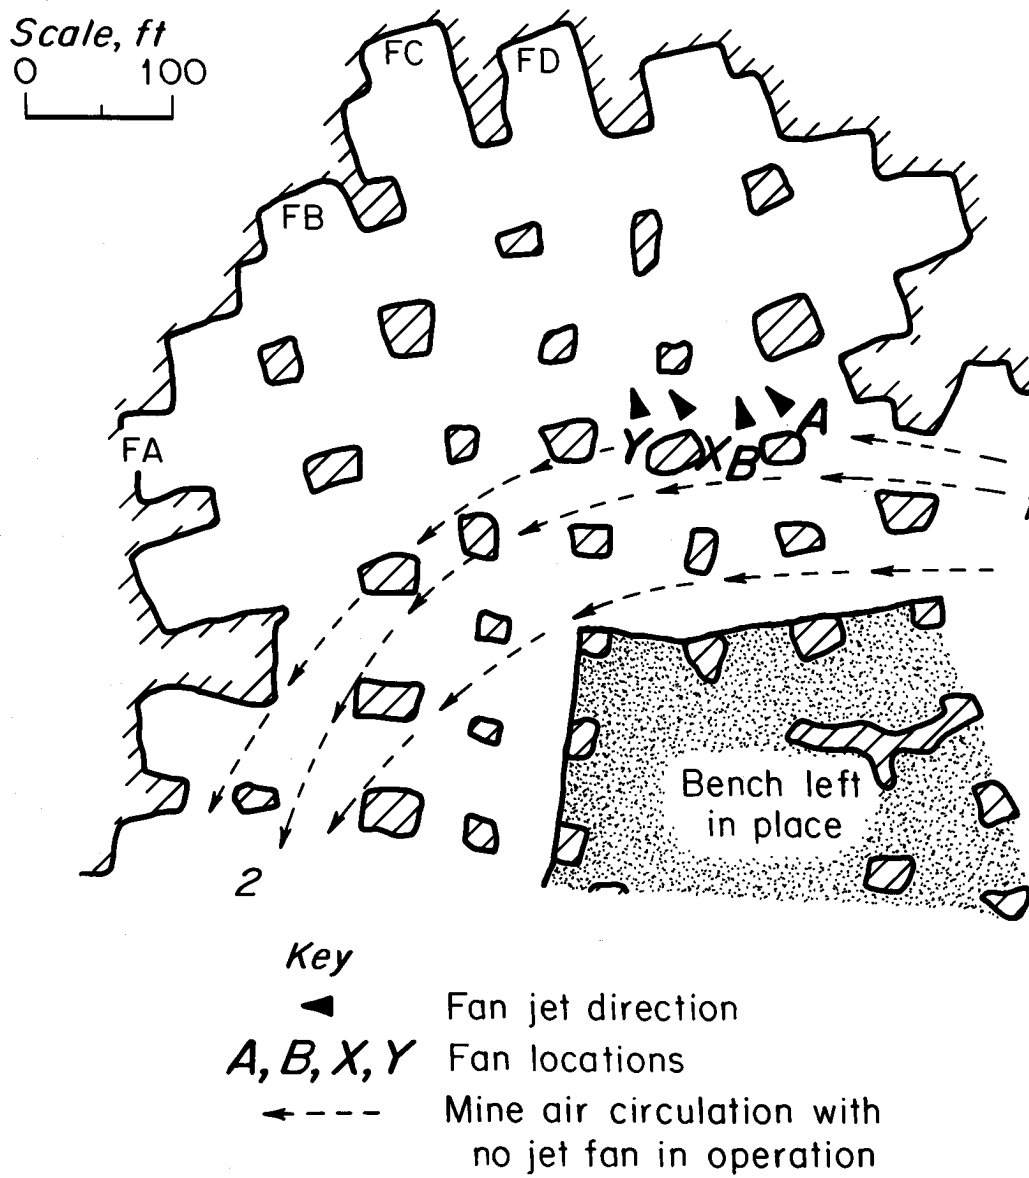 Scale, ft
0 100
FC
FD
FB
FA
A
Y
X
B
Bench left
in place
2
Key
Fan jet direction
A, B, X, Y Fan locations
Mine air circulation with
no jet fan in operation